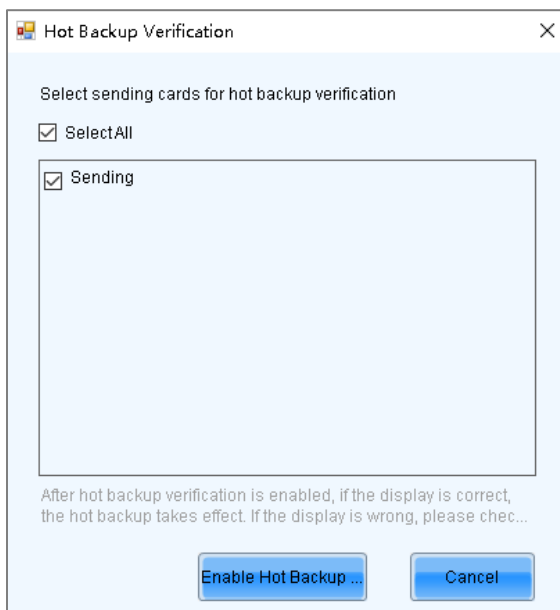 Hot Backup Verification
Select sending cards for hot backup verification
Select All
Sending
After hot backup verification is enabled, if the display is correct,
the hot backup takes effect. If the display is wrong, please chec...
Enable Hot Backup ...
Cancel